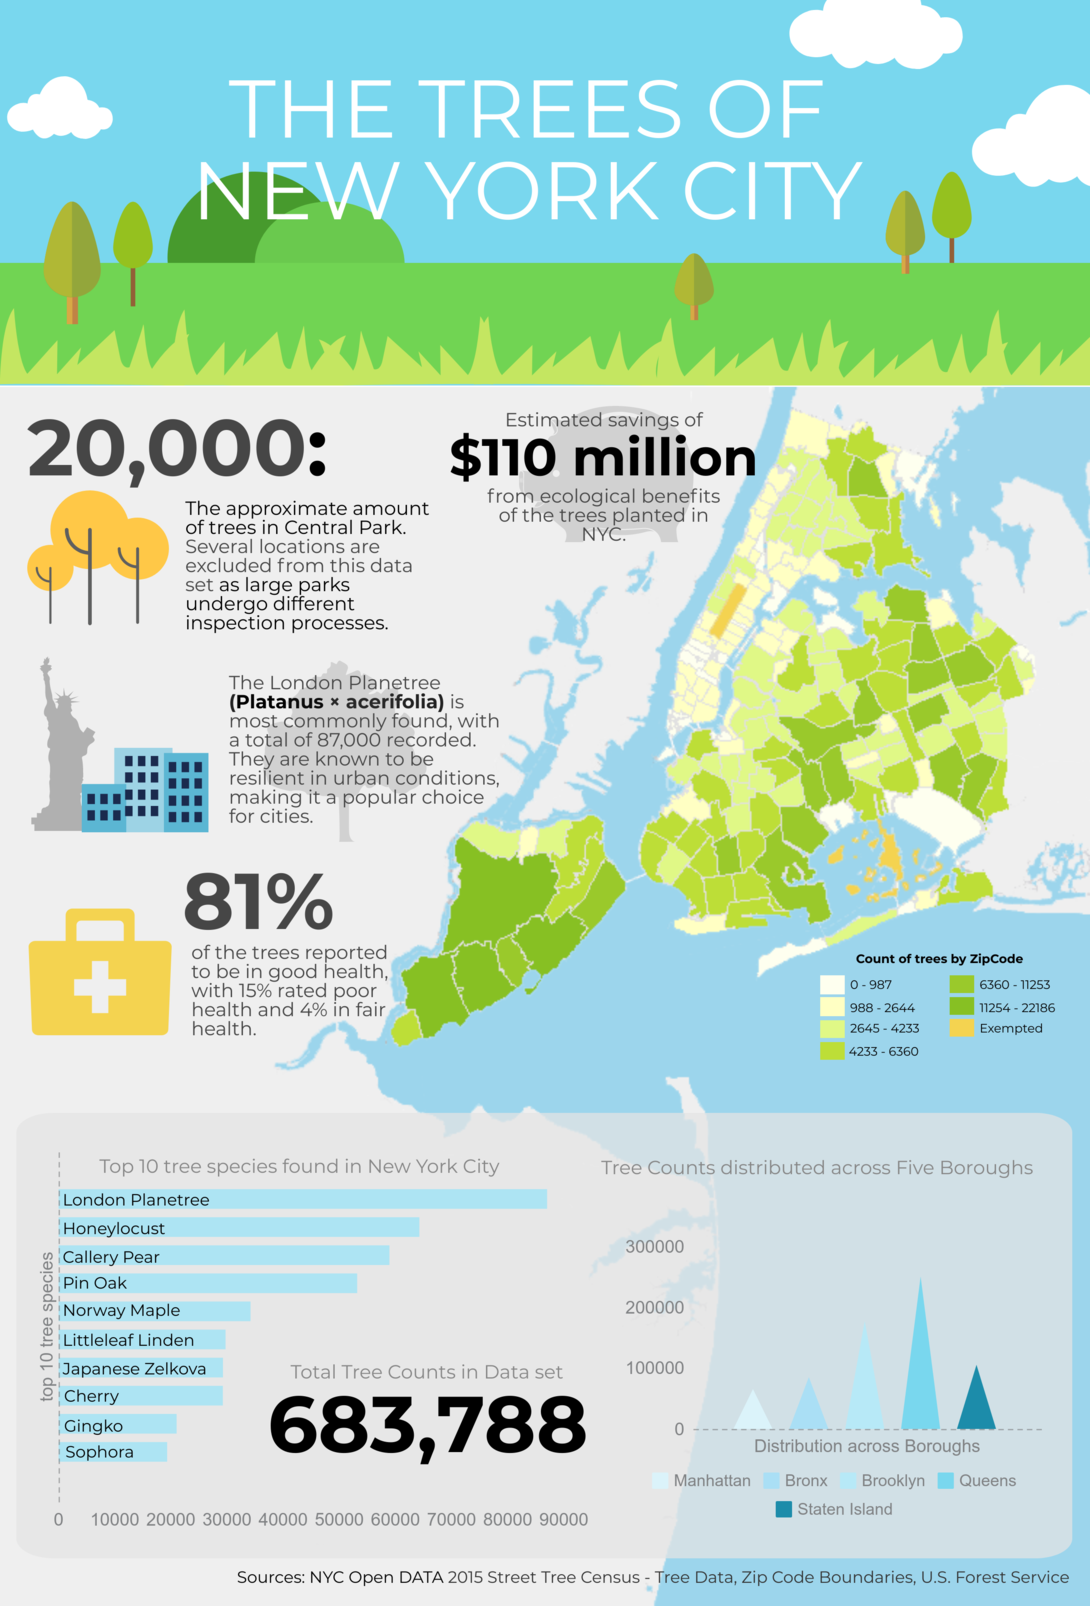 THE TREES OF
NEW YORK CITY
20,000:
The approximate amount
of trees in Central Park.
Several locations are
excluded from this data
set as large parks
undergo different
inspection processes.
Estimated savings of
$110 million
from ecological benefits
of the trees planted in
NYC.
The London Planetree
(Platanus × acerifolia) is
most commonly found, with
a total of 87,000 recorded.
They are known to be
resilient in urban conditions,
making it a popular choice
for cities.
81%
of the trees reported
to be in good health,
with 15% rated poor
health and 4% in fair
health.
Count of trees by ZipCode
0 - 987
988 - 2644
2645 - 4233
4233 - 6360
6360 - 11253
11254 - 22186
Exempted
Top 10 tree species found in New York City
top 10 tree species
London Planetree
Honeylocust
Callery Pear
Pin Oak
Norway Maple
Littleleaf Linden
Japanese Zelkova
Cherry
Gingko
Sophora
0 10000 20000 30000 40000 50000 60000 70000 80000 90000
Total Tree Counts in Data set
683,788
Tree Counts distributed across Five Boroughs
300000
200000
100000
0
Distribution across Boroughs
Manhattan Bronx Brooklyn Queens
Staten Island
Sources: NYC Open DATA 2015 Street Tree Census - Tree Data, Zip Code Boundaries, U.S. Forest Service